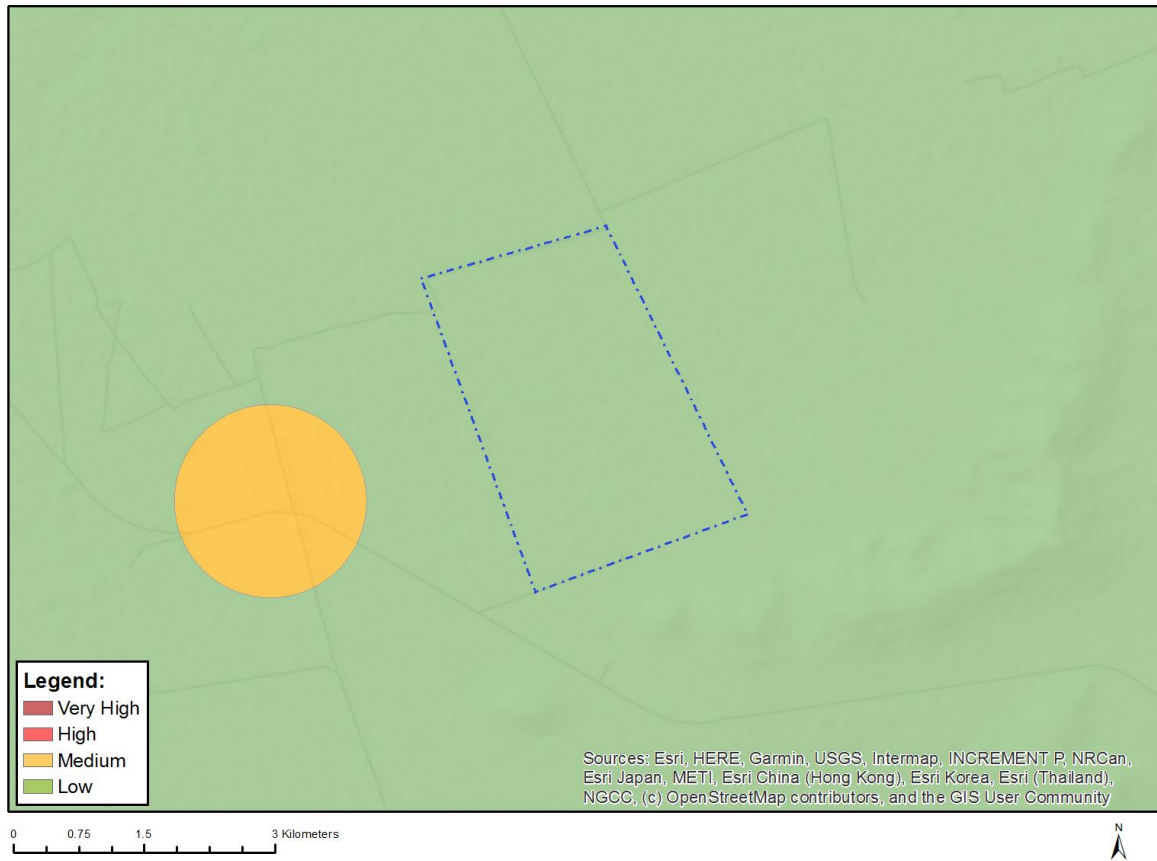 Legend:
Very High
High
Medium
Low
Sources: Esri, HERE, Garmin, USGS, Intermap, INCREMENT P, NRCan,
Esri Japan, METI, Esri China (Hong Kong), Esri Korea, Esri (Thailand),
NGCC, (c) OpenStreetMap contributors, and the GIS User Community
0 0.75 1.5 3 Kilometers
N